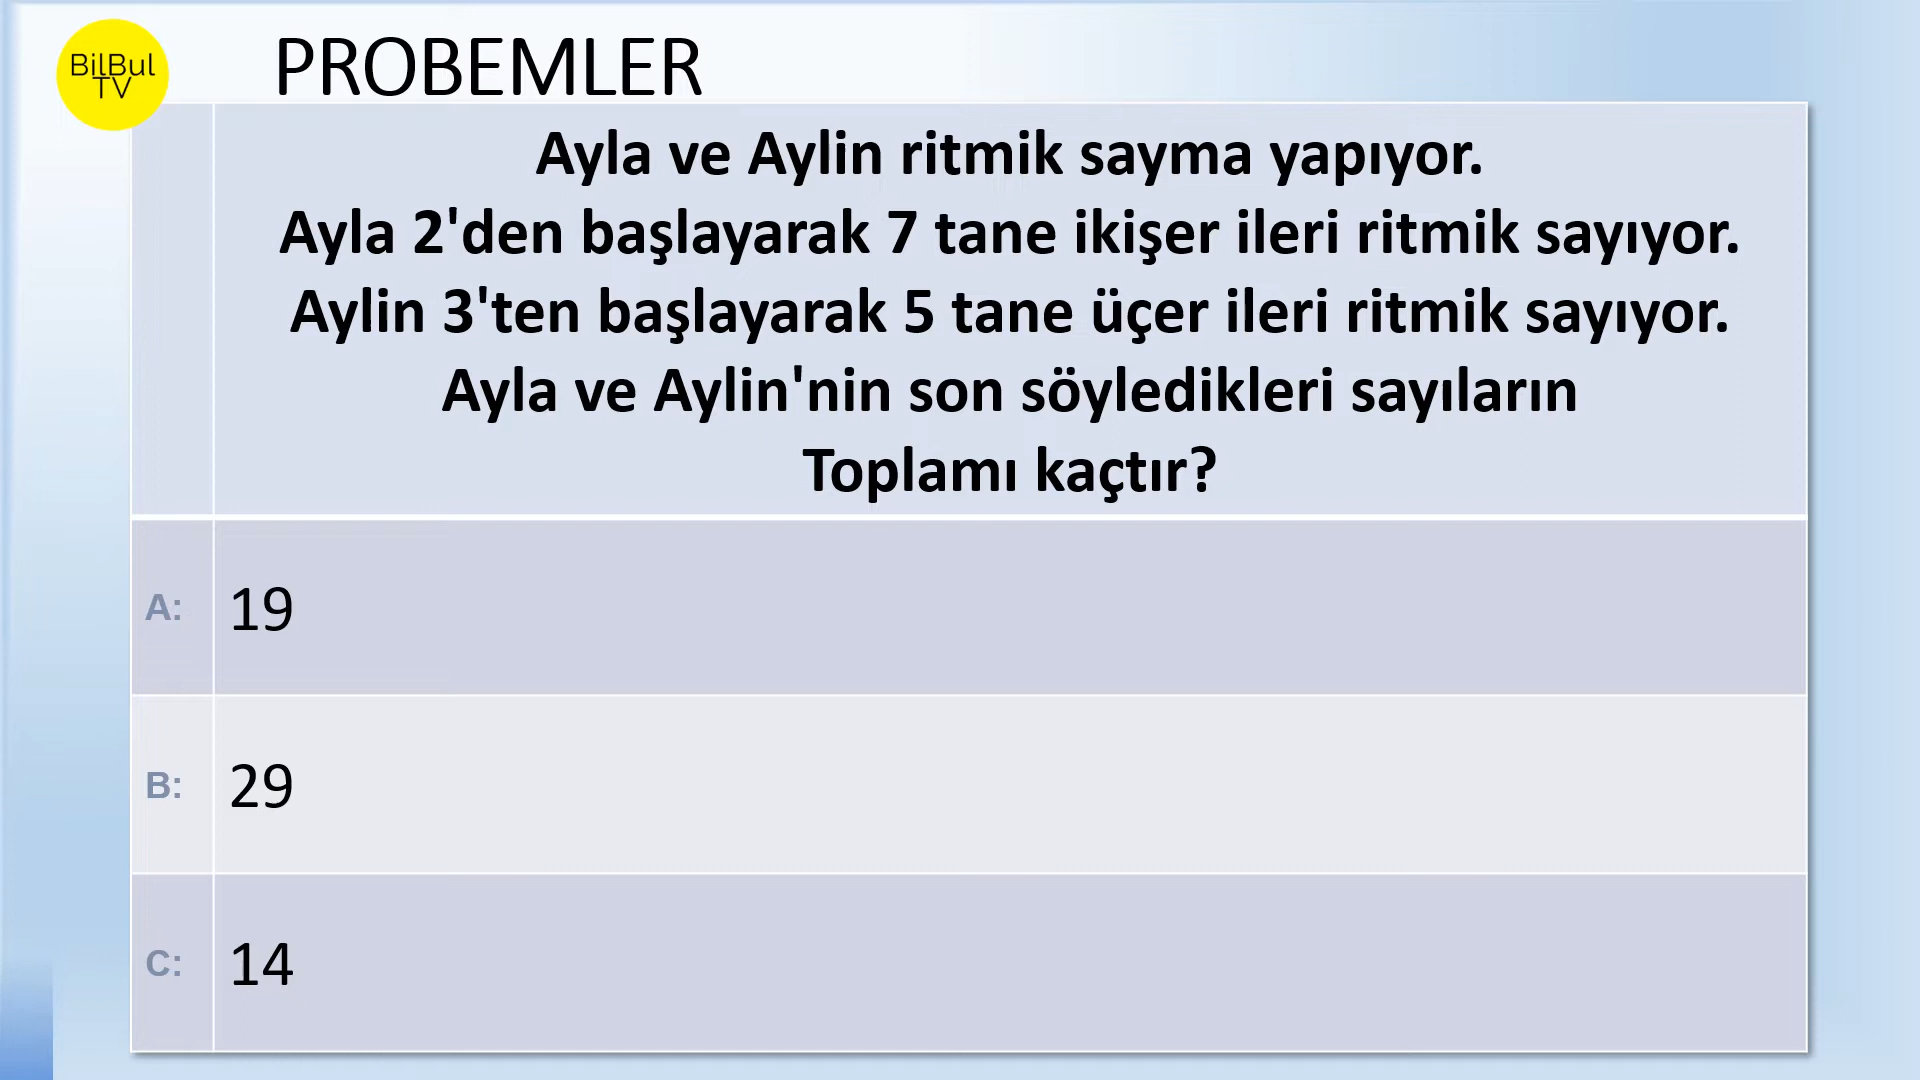 BilBul
TV
PROBEMLER
Ayla ve Aylin ritmik sayma yapıyor.
Ayla 2'den başlayarak 7 tane ikişer ileri ritmik sayıyor.
Aylin 3'ten başlayarak 5 tane üçer ileri ritmik sayıyor.
Ayla ve Aylin'nin son söyledikleri sayıların
Toplamı kaçtır?
A: 19
B: 29
C: 14